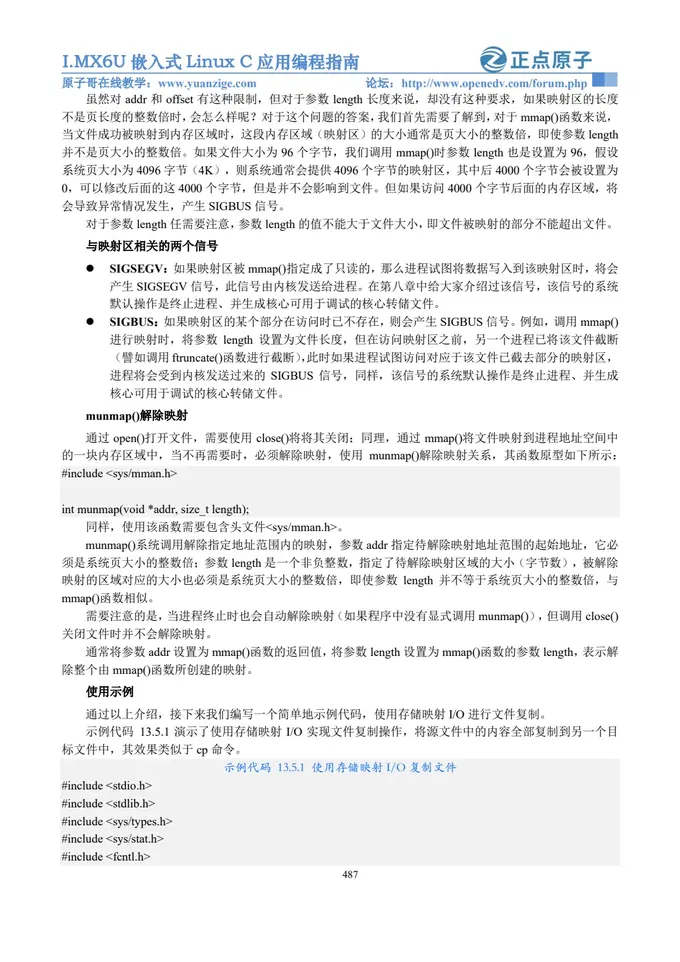 I.MX6U 嵌入式 Linux C 应用编程指南
正点原子
原子哥在线教学：www.yuanzige.com 论坛：http://www.openedv.com/forum.php
虽然对 addr 和 offset 有这种限制，但对于参数 length 长度来说，却没有这种要求，如果映射区的长度
不是页长度的整数倍时，会怎么样呢？对于这个问题的答案，我们首先需要了解到，对于 mmap()函数来说，
当文件成功被映射到内存区域时，这段内存区域（映射区）的大小通常是页大小的整数倍，即使参数 length
并不是页大小的整数倍。如果文件大小为 96 个字节，我们调用 mmap()时参数 length 也是设置为 96，假设
系统页大小为 4096 字节（4K），则系统通常会提供 4096 个字节的映射区，其中后 4000 个字节会被设置为
0，可以修改后面的这 4000 个字节，但是并不会影响到文件。但如果访问 4000 个字节后面的内存区域，将
会导致异常情况发生，产生 SIGBUS 信号。
对于参数 length 任需要注意，参数 length 的值不能大于文件大小，即文件被映射的部分不能超出文件。
与映射区相关的两个信号
● SIGSEGV：如果映射区被 mmap()指定成了只读的，那么进程试图将数据写入到该映射区时，将会
产生 SIGSEGV 信号，此信号由内核发送给进程。在第八章中给大家介绍过该信号，该信号的系统
默认操作是终止进程、并生成核心可用于调试的核心转储文件。
● SIGBUS：如果映射区的某个部分在访问时已不存在，则会产生 SIGBUS 信号。例如，调用 mmap()
进行映射时，将参数 length 设置为文件长度，但在访问映射区之前，另一个进程已将该文件截断
（譬如调用 ftruncate()函数进行截断），此时如果进程试图访问对应于该文件已截去部分的映射区，
进程将会受到内核发送过来的 SIGBUS 信号，同样，该信号的系统默认操作是终止进程、并生成
核心可用于调试的核心转储文件。
munmap()解除映射
通过 open()打开文件，需要使用 close()将将其关闭；同理，通过 mmap()将文件映射到进程地址空间中
的一块内存区域中，当不再需要时，必须解除映射，使用 munmap()解除映射关系，其函数原型如下所示：
#include <sys/mman.h>
int munmap(void *addr, size_t length);
同样，使用该函数需要包含头文件<sys/mman.h>。
munmap()系统调用解除指定地址范围内的映射，参数 addr 指定待解除映射地址范围的起始地址，它必
须是系统页大小的整数倍；参数 length 是一个非负整数，指定了待解除映射区域的大小（字节数），被解除
映射的区域对应的大小也必须是系统页大小的整数倍，即使参数 length 并不等于系统页大小的整数倍，与
mmap()函数相似。
需要注意的是，当进程终止时也会自动解除映射（如果程序中没有显式调用 munmap()），但调用 close()
关闭文件时并不会解除映射。
通常将参数 addr 设置为 mmap()函数的返回值，将参数 length 设置为 mmap()函数的参数 length，表示解
除整个由 mmap()函数所创建的映射。
使用示例
通过以上介绍，接下来我们编写一个简单地示例代码，使用存储映射 I/O 进行文件复制。
示例代码 13.5.1 演示了使用存储映射 I/O 实现文件复制操作，将源文件中的内容全部复制到另一个目
标文件中，其效果类似于 cp 命令。
示例代码 13.5.1 使用存储映射 I/O 复制文件
#include <stdio.h>
#include <stdlib.h>
#include <sys/types.h>
#include <sys/stat.h>
#include <fcntl.h>
487